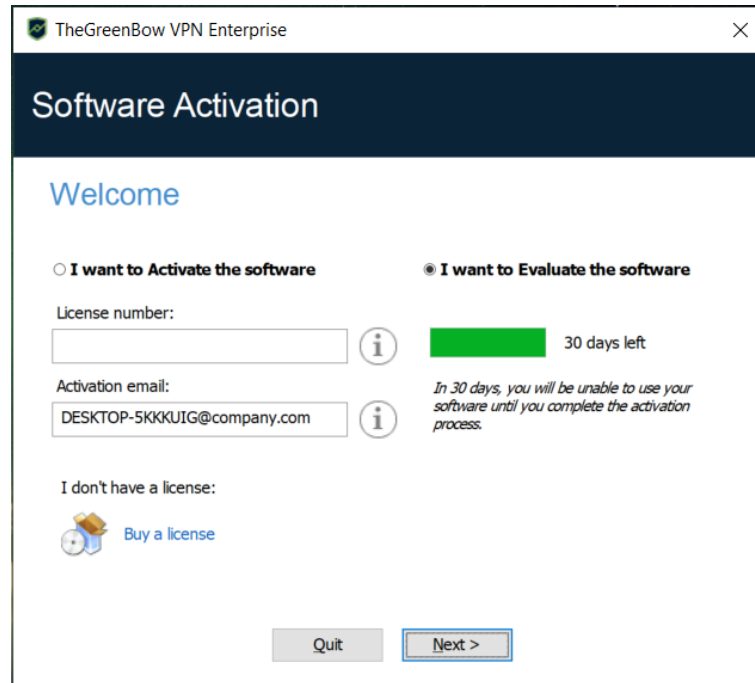 TheGreenBow VPN Enterprise
Software Activation
Welcome
I want to Activate the software
I want to Evaluate the software
License number:
30 days left
Activation email:
DESKTOP-5KKKUIG@company.com
In 30 days, you will be unable to use your
software until you complete the activation
process.
I don't have a license:
Buy a license
Quit
Next >